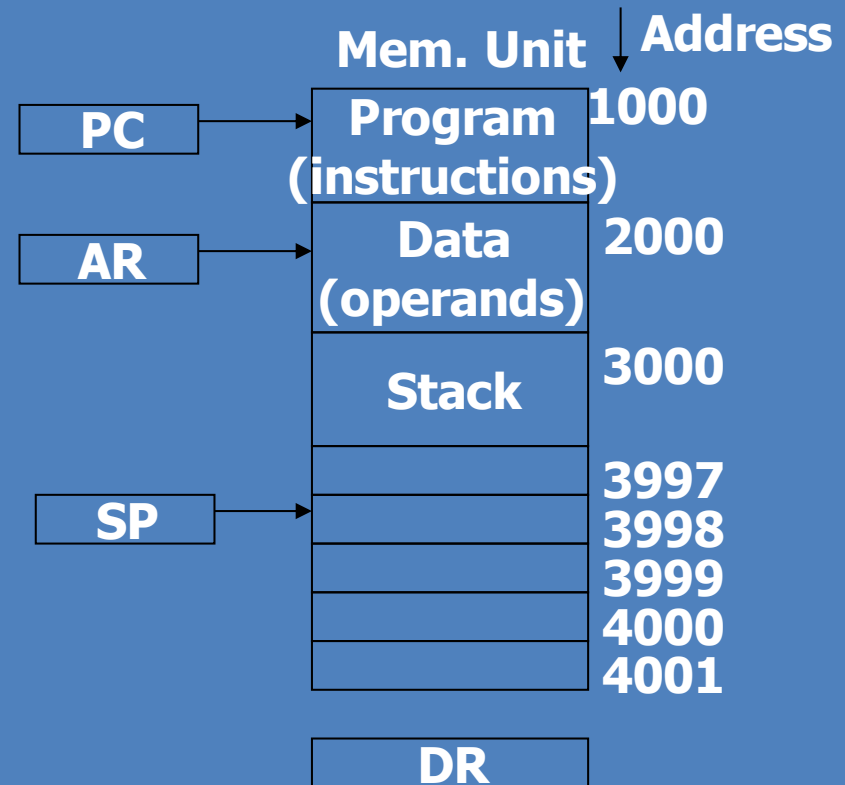 Address
Mem. Unit
PC
Program
(instructions)
1000
AR
Data
(operands)
2000
Stack
3000
3997
SP
3998
3999
4000
4001
DR